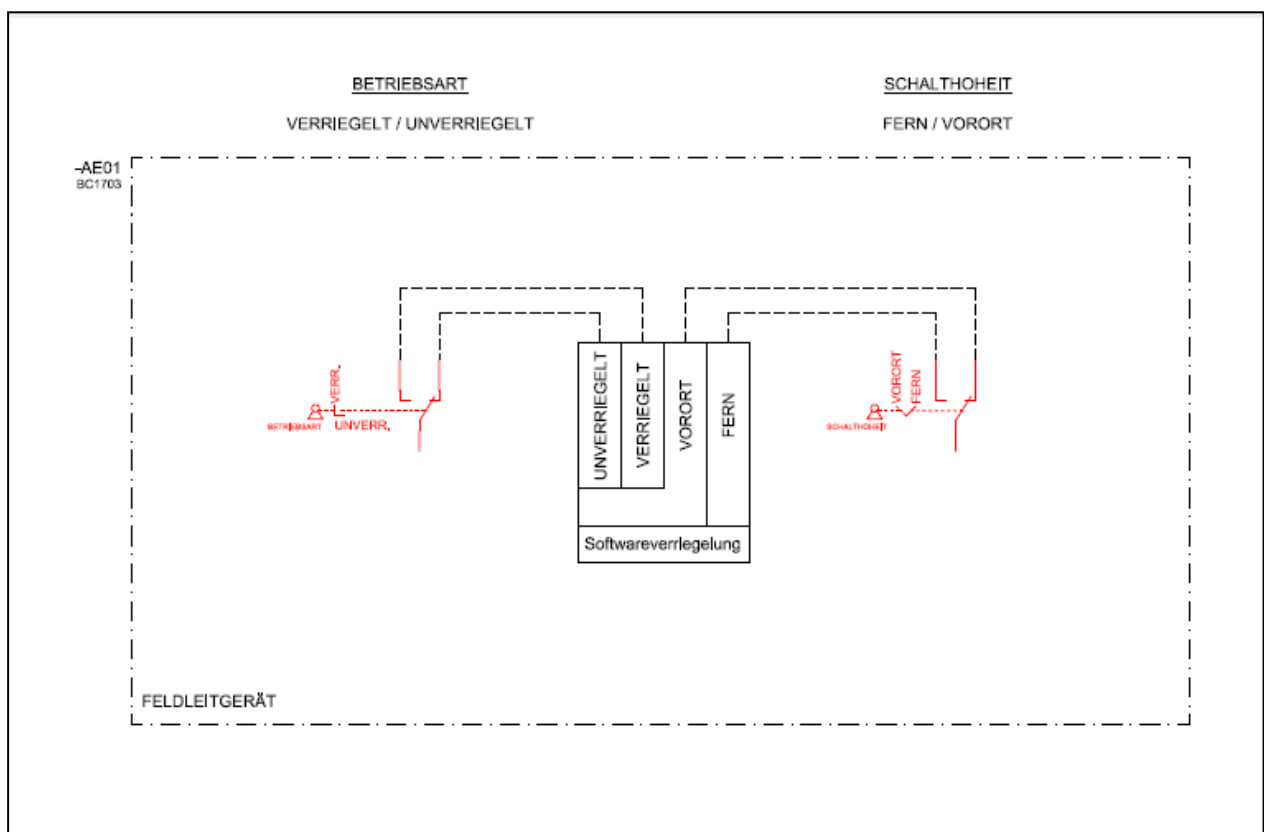 BETRIEBSART
SCHALTHOHEIT
VERRIEGELT / UNVERRIEGELT
FERN / VORORT
-AE01
BC1703
VERR.
BETRIEBSART
UNVERR.
UNVERRIEGELT
VERRIEGELT
VORORT
FERN
Softwareverriegelung
VORORT
FERN
SCHALTHOHEIT
FELDLEITGERÄT